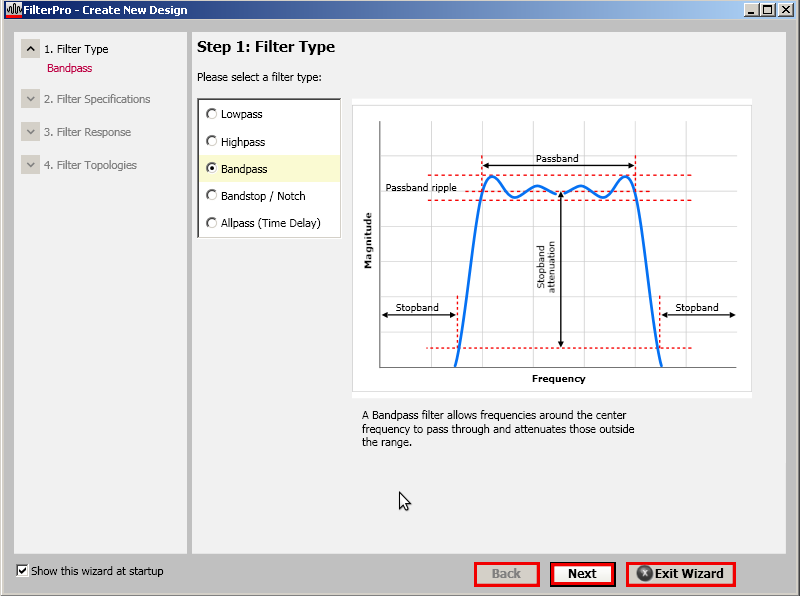 FilterPro - Create New Design
1. Filter Type
Bandpass
2. Filter Specifications
3. Filter Response
4. Filter Topologies
Step 1: Filter Type
Please select a filter type:
Lowpass
Highpass
Bandpass
Bandstop / Notch
Allpass (Time Delay)
Passband
Passband ripple
Magnitude
Stopband
attenuation
Stopband
Stopband
Frequency
A Bandpass filter allows frequencies around the center
frequency to pass through and attenuates those outside
the range.
Show this wizard at startup
Back
Next
Exit Wizard